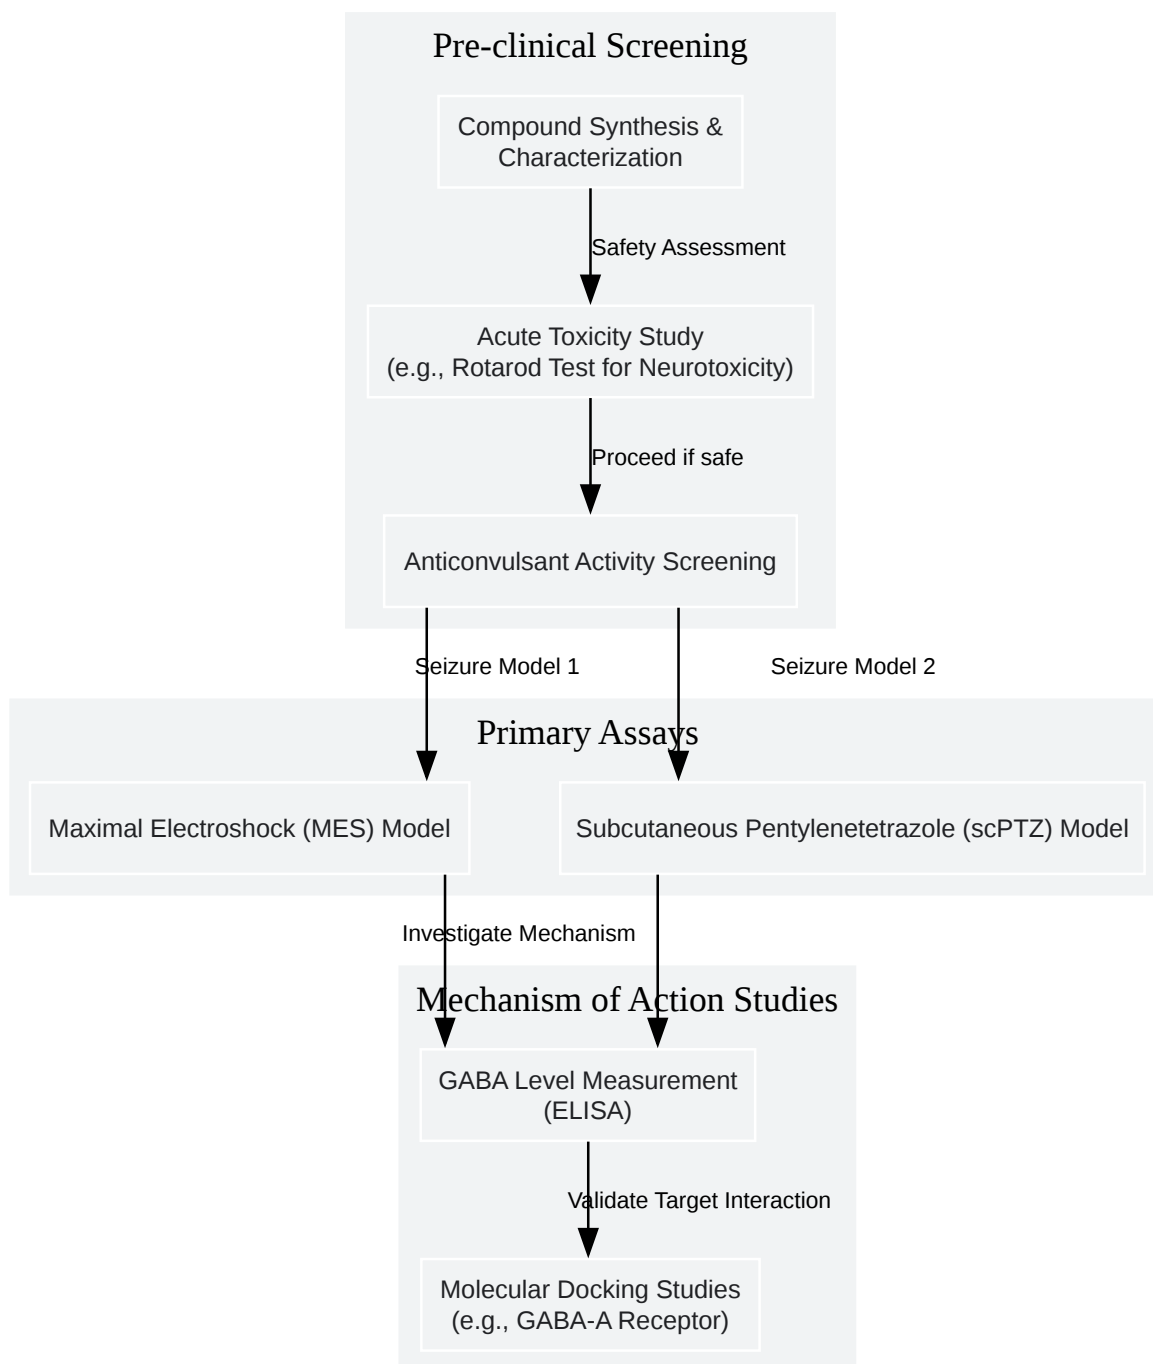 Pre-clinical Screening
Compound Synthesis &
Characterization
Safety Assessment
Acute Toxicity Study
(e.g., Rotarod Test for Neurotoxicity)
Proceed if safe
Anticonvulsant Activity Screening
Seizure Model 1
Seizure Model 2
Primary Assays
Maximal Electroshock (MES) Model
Subcutaneous Pentylenetetrazole (scPTZ) Model
Investigate Mechanism
Mechanism of Action Studies
GABA Level Measurement
(ELISA)
Validate Target Interaction
Molecular Docking Studies
(e.g., GABA-A Receptor)